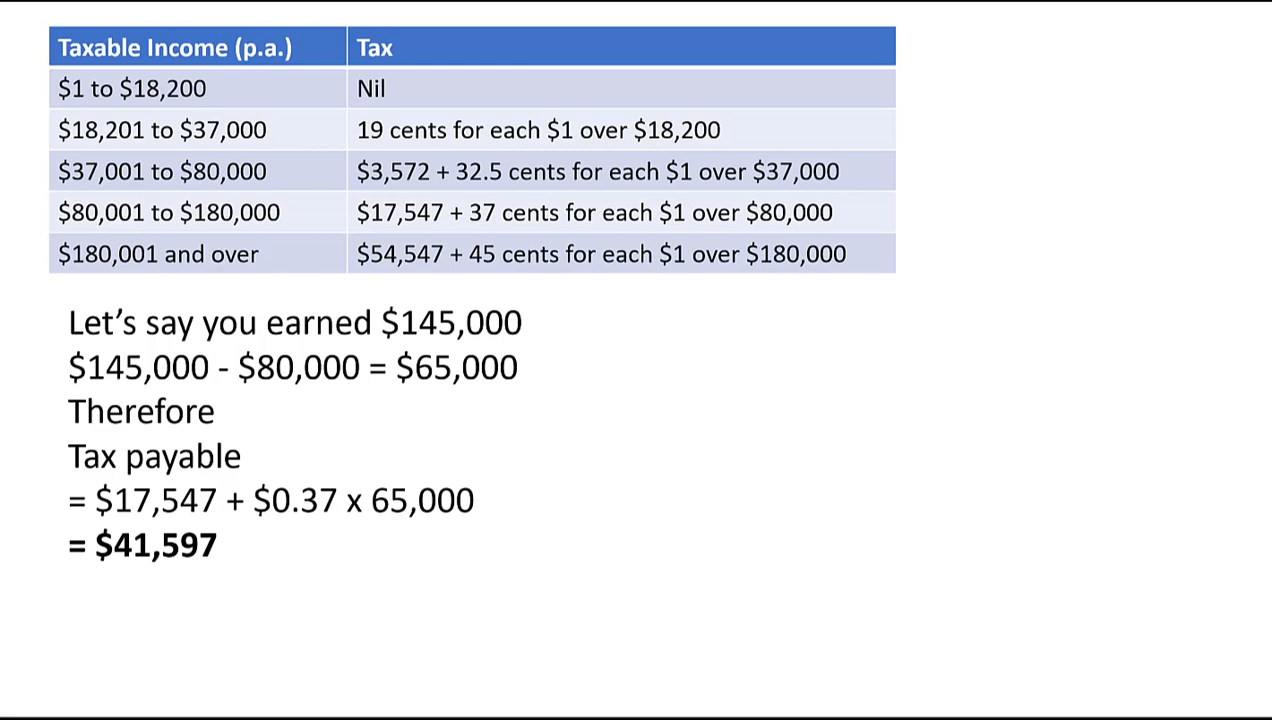 Taxable Income (p.a.) Tax
$1 to $18,200 Nil
$18,201 to $37,000 19 cents for each $1 over $18,200
$37,001 to $80,000 $3,572 + 32.5 cents for each $1 over $37,000
$80,001 to $180,000 $17,547 + 37 cents for each $1 over $80,000
$180,001 and over $54,547 + 45 cents for each $1 over $180,000
Let’s say you earned $145,000
$145,000 - $80,000 = $65,000
Therefore
Tax payable
= $17,547 + $0.37 x 65,000
= $41,597